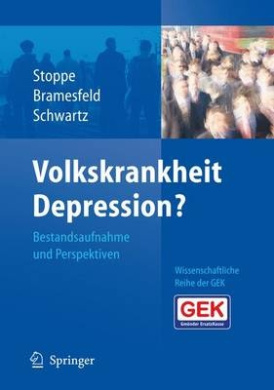 Stoppe
Bramesfeld
Schwartz
Volkskrankheit
Depression?
Bestandsaufnahme
und Perspektiven
Wissenschaftliche
Reihe der GEK
GEK
Gmünder ErsatzKasse
Springer